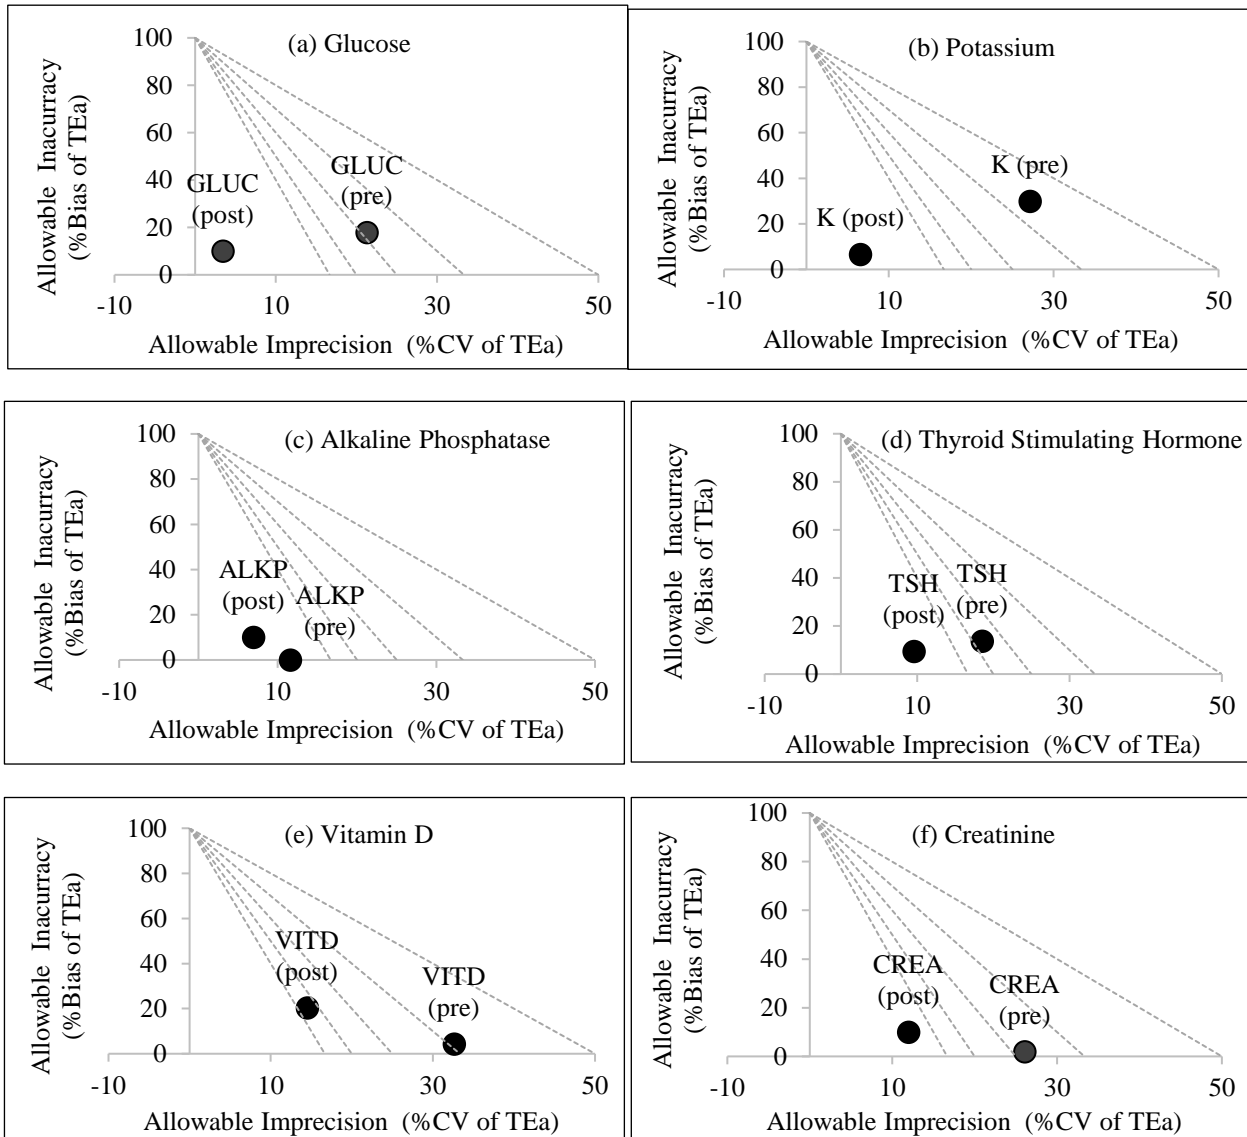 (a) Glucose
Allowable Inacurracy
(%Bias of TEa)
100
80
60
40
20
0
GLUC
(post)
GLUC
(pre)
-10
10
30
50
Allowable Imprecision (%CV of TEa)
(b) Potassium
Allowable Inacurracy
(%Bias of TEa)
100
80
60
40
20
0
K (post)
K (pre)
-10
10
30
50
Allowable Imprecision (%CV of TEa)
(c) Alkaline Phosphatase
Allowable Inacurracy
(%Bias of TEa)
100
80
60
40
20
0
ALKP
(post)
ALKP
(pre)
-10
10
30
50
Allowable Imprecision (%CV of TEa)
(d) Thyroid Stimulating Hormone
Allowable Inacurracy
(%Bias of TEa)
100
80
60
40
20
0
TSH
(post)
TSH
(pre)
-10
10
30
50
Allowable Imprecision (%CV of TEa)
(e) Vitamin D
Allowable Inacurracy
(%Bias of TEa)
100
80
60
40
20
0
VITD
(post)
VITD
(pre)
-10
10
30
50
Allowable Imprecision (%CV of TEa)
(f) Creatinine
Allowable Inacurracy
(%Bias of TEa)
100
80
60
40
20
0
CREA
(post)
CREA
(pre)
-10
10
30
50
Allowable Imprecision (%CV of TEa)